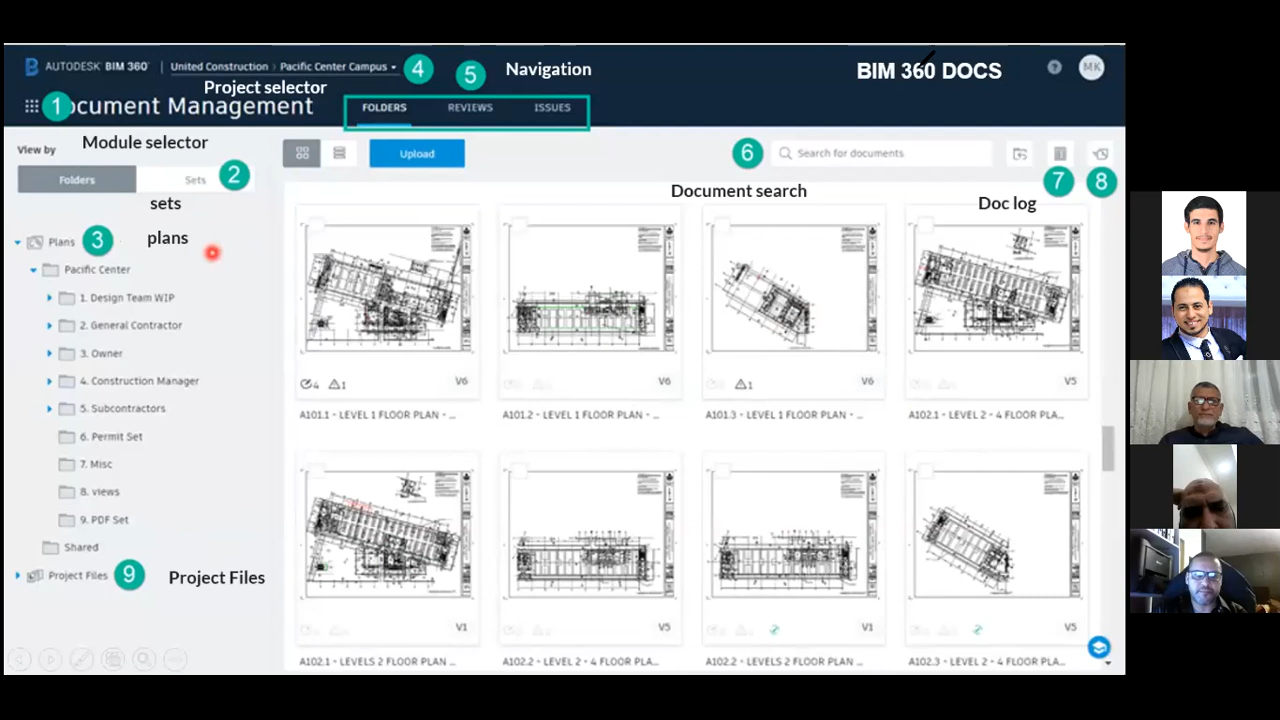 AUTODESK® BIM 360™
United Construction › Pacific Center Campus
4
5
Navigation
BIM 360 DOCS
?
MK
Project selector
1
ocument Management
FOLDERS
REVIEWS
ISSUES
View by
Module selector
Upload
6
Search for documents
Folders
Sets
2
7
8
sets
Document search
Doc log
Plans
3
plans
Pacific Center
1. Design Team WIP
2. General Contractor
3. Owner
4. Construction Manager
5. Subcontractors
6. Permit Set
7. Misc
8. views
9. PDF Set
Shared
Project Files
9
Project Files
4
1
V6
V6
1
V6
V5
A101.1 - LEVEL 1 FLOOR PLAN - ...
A101.2 - LEVEL 1 FLOOR PLAN - ...
A101.3 - LEVEL 1 FLOOR PLAN - ...
A102.1 - LEVEL 2 - 4 FLOOR PLA...
V1
V5
V1
V5
A102.1 - LEVELS 2 FLOOR PLAN ...
A102.2 - LEVEL 2 - 4 FLOOR PLA...
A102.2 - LEVELS 2 FLOOR PLAN ...
A102.3 - LEVEL 2 - 4 FLOOR PLA...